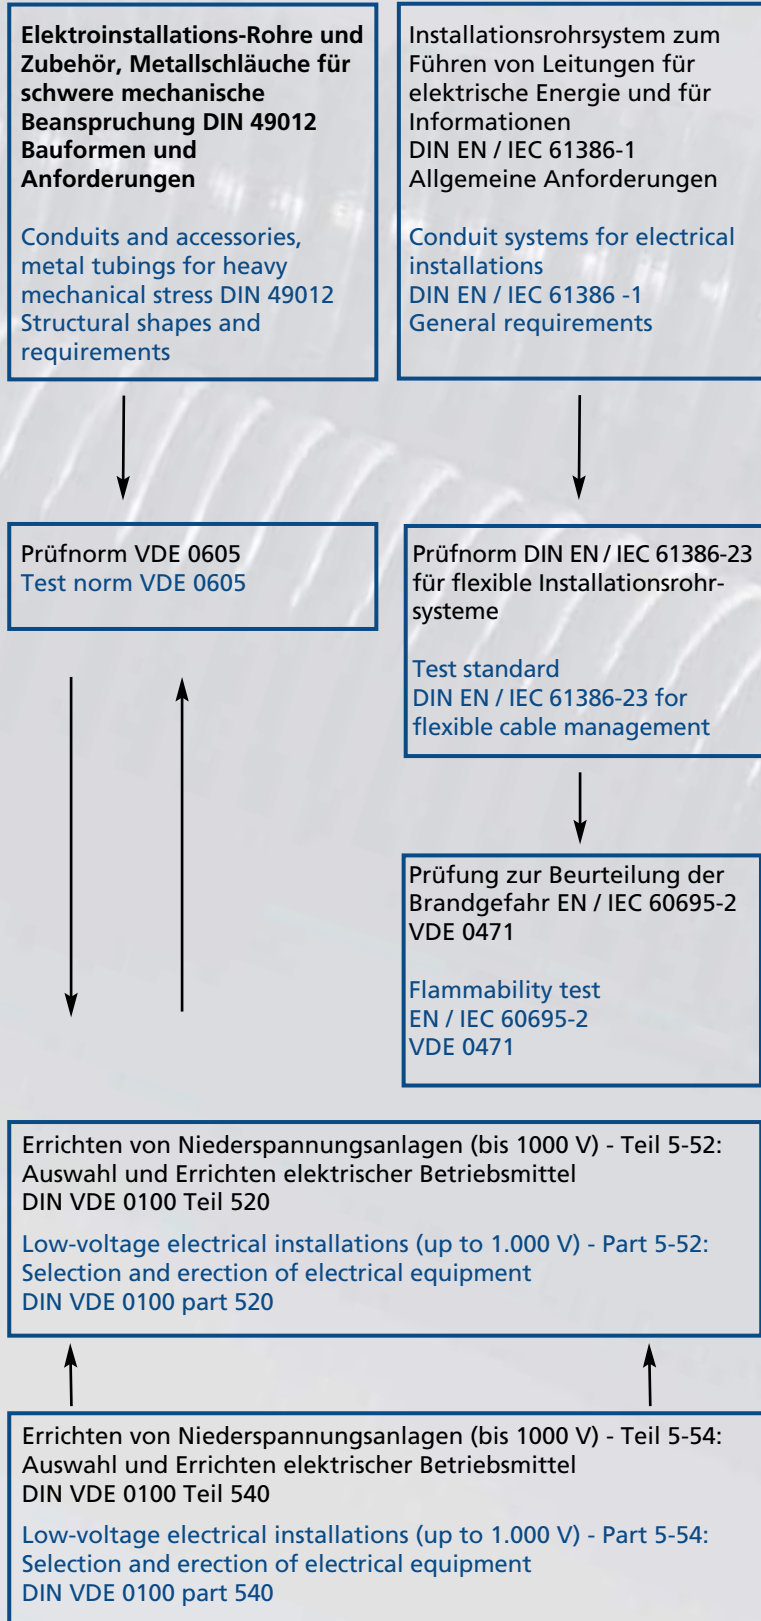 Elektroinstallations-Rohre und
Zubehör, Metallschläuche für
schwere mechanische
Beanspruchung DIN 49012
Bauformen und
Anforderungen
Conduits and accessories,
metal tubings for heavy
mechanical stress DIN 49012
Structural shapes and
requirements
Installationsrohrsystem zum
Führen von Leitungen für
elektrische Energie und für
Informationen
DIN EN / IEC 61386-1
Allgemeine Anforderungen
Conduit systems for electrical
installations
DIN EN / IEC 61386 -1
General requirements
Prüfnorm VDE 0605
Test norm VDE 0605
Prüfnorm DIN EN / IEC 61386-23
für flexible Installationsrohr-
systeme
Test standard
DIN EN / IEC 61386-23 for
flexible cable management
Prüfung zur Beurteilung der
Brandgefahr EN / IEC 60695-2
VDE 0471
Flammability test
EN / IEC 60695-2
VDE 0471
Errichten von Niederspannungsanlagen (bis 1000 V) - Teil 5-52:
Auswahl und Errichten elektrischer Betriebsmittel
DIN VDE 0100 Teil 520
Low-voltage electrical installations (up to 1.000 V) - Part 5-52:
Selection and erection of electrical equipment
DIN VDE 0100 part 520
Errichten von Niederspannungsanlagen (bis 1000 V) - Teil 5-54:
Auswahl und Errichten elektrischer Betriebsmittel
DIN VDE 0100 Teil 540
Low-voltage electrical installations (up to 1.000 V) - Part 5-54:
Selection and erection of electrical equipment
DIN VDE 0100 part 540